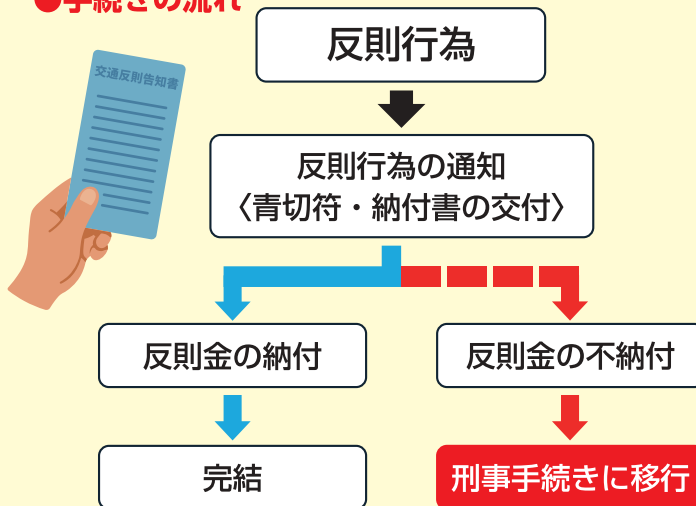 ●手続きの流れ
反則行為
交通反則告知書
反則行為の通知
〈青切符・納付書の交付〉
反則金の納付
反則金の不納付
完結
刑事手続きに移行